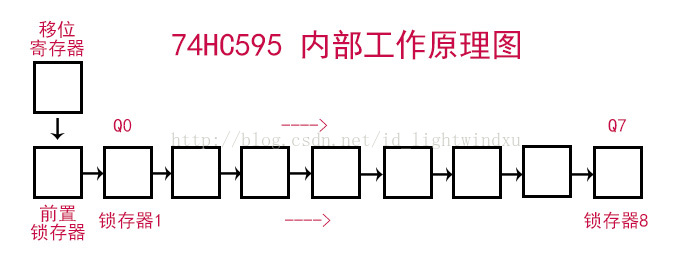 移位
寄存器
74HC595 内部工作原理图
Q0
---->
Q7
http://blog.csdn.net/id_lightwindxu
前置
锁存器
锁存器1
---->
锁存器8